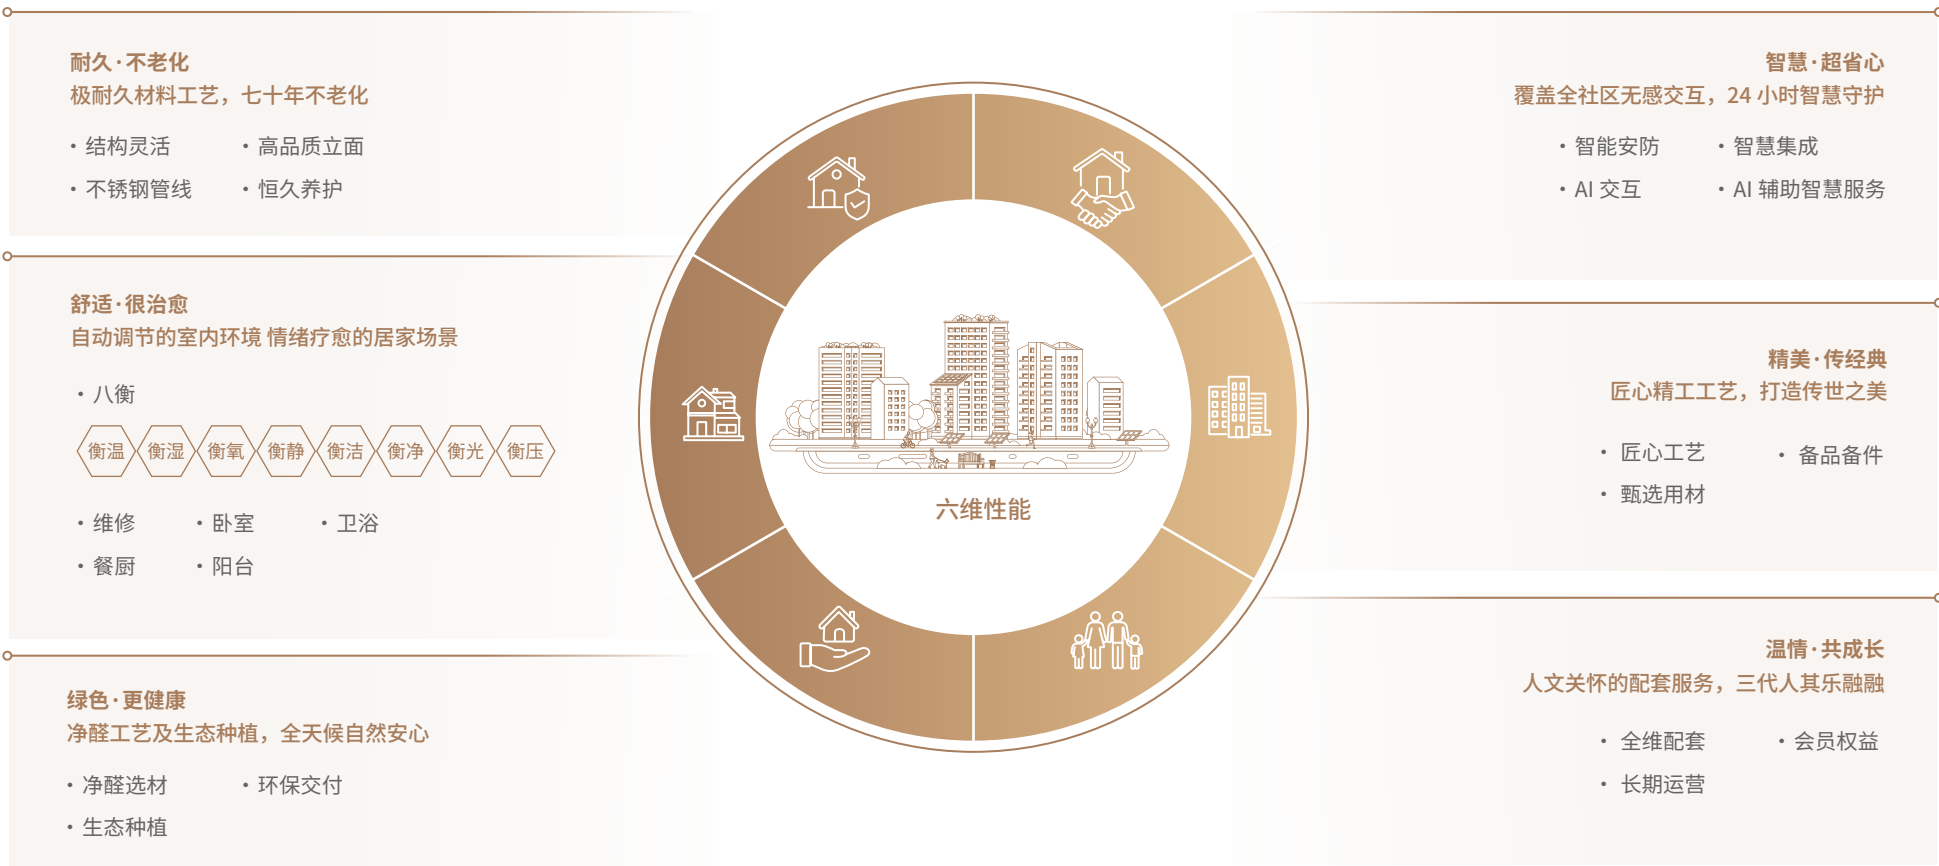 耐久·不老化
极耐久材料工艺，七十年不老化
· 结构灵活
· 高品质立面
· 不锈钢管线
· 恒久养护
舒适·很治愈
自动调节的室内环境 情绪疗愈的居家场景
· 八衡
衡温 衡湿 衡氧 衡静 衡洁 衡净 衡光 衡压
· 维修
· 卧室
· 卫浴
· 餐厨
· 阳台
绿色·更健康
净醛工艺及生态种植，全天候自然安心
· 净醛选材
· 环保交付
· 生态种植
六维性能
智慧·超省心
覆盖全社区无感交互，24 小时智慧守护
· 智能安防
· 智慧集成
· AI 交互
· AI 辅助智慧服务
精美·传经典
匠心精工工艺，打造传世之美
· 匠心工艺
· 备品备件
· 甄选用材
温情·共成长
人文关怀的配套服务，三代人其乐融融
· 全维配套
· 会员权益
· 长期运营